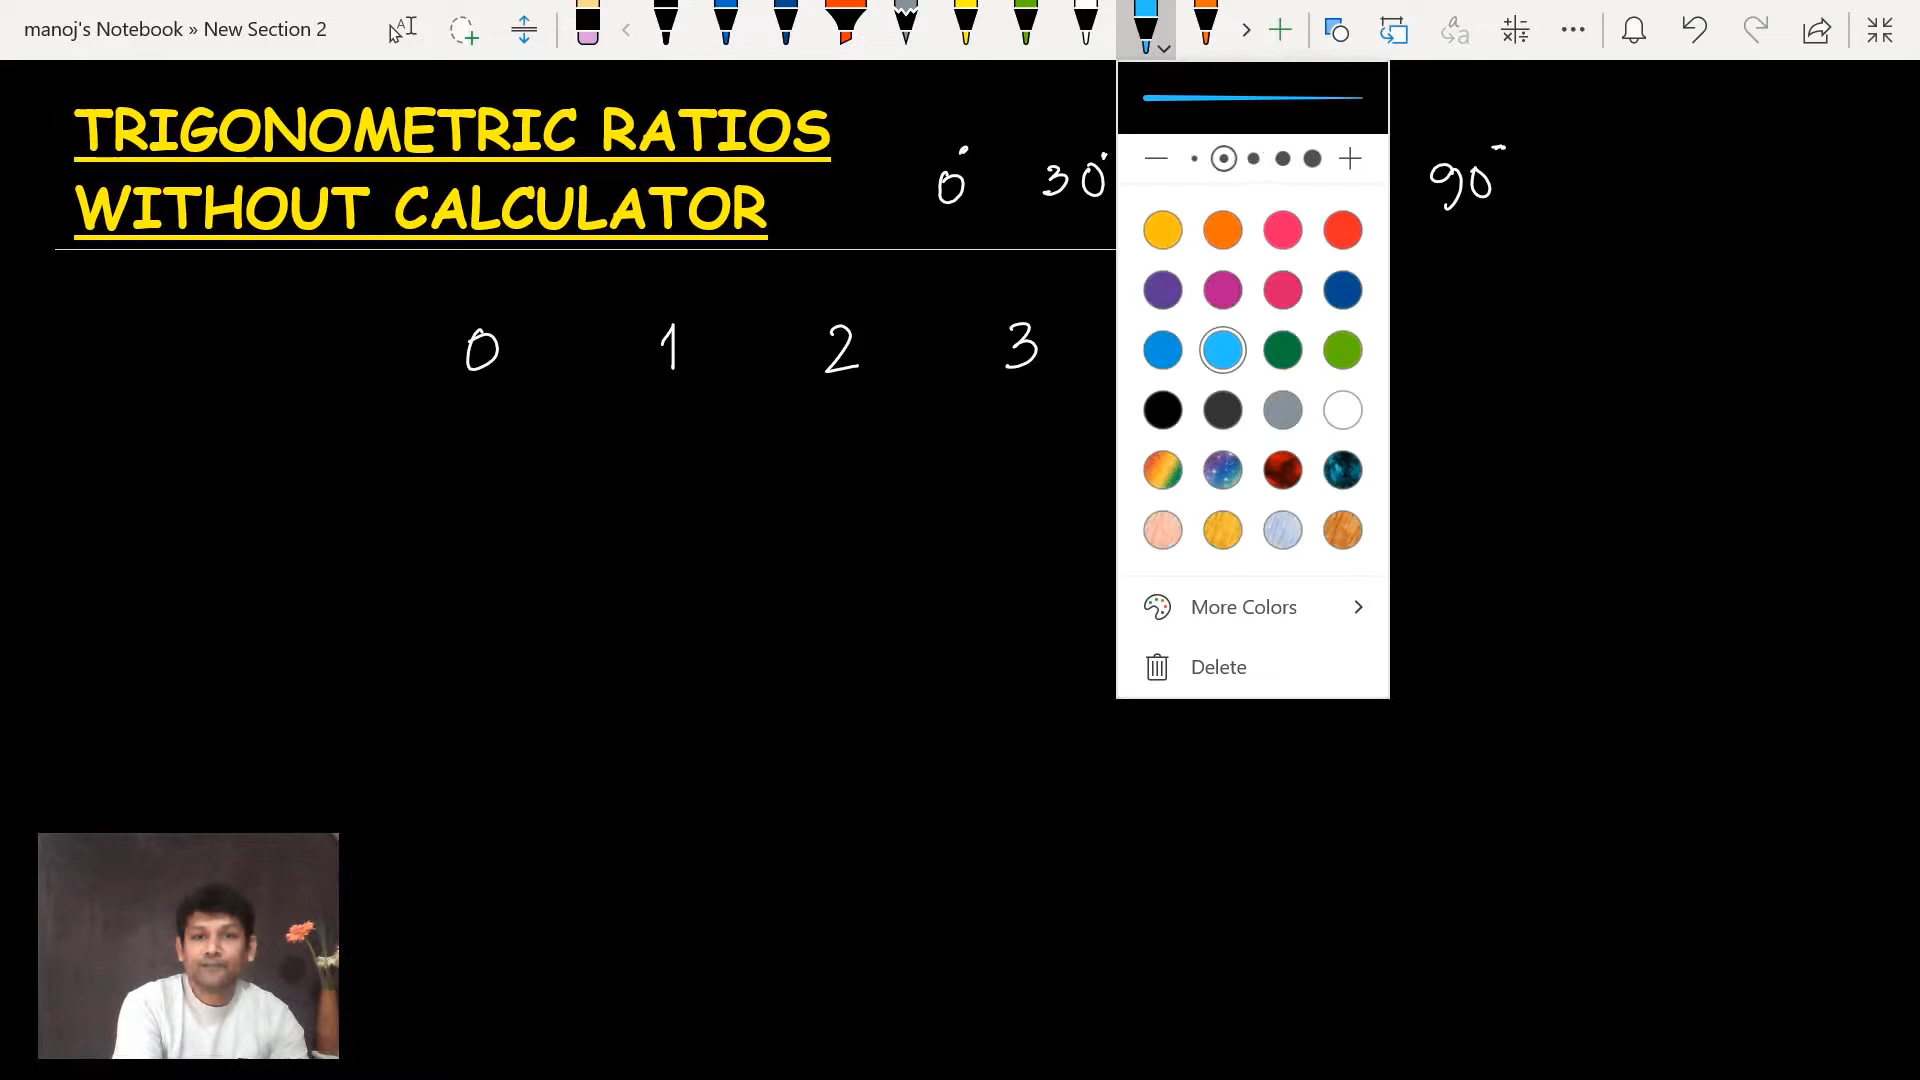 manoj's Notebook » New Section 2
TRIGONOMETRIC RATIOS
WITHOUT CALCULATOR
0° 30° 90°
0 1 2 3
More Colors
Delete